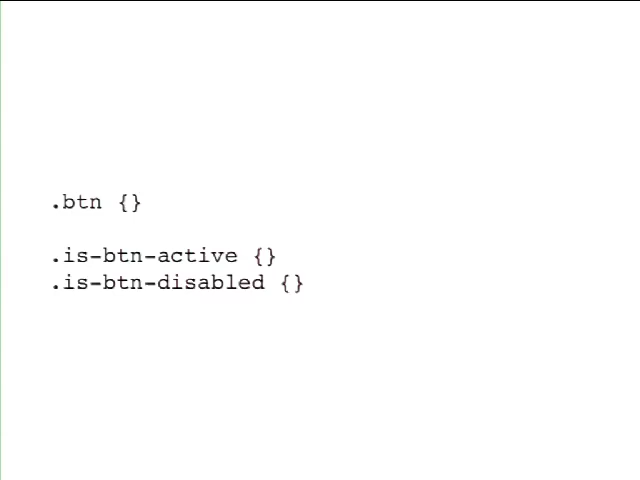 .btn {}
.is-btn-active {}
.is-btn-disabled {}